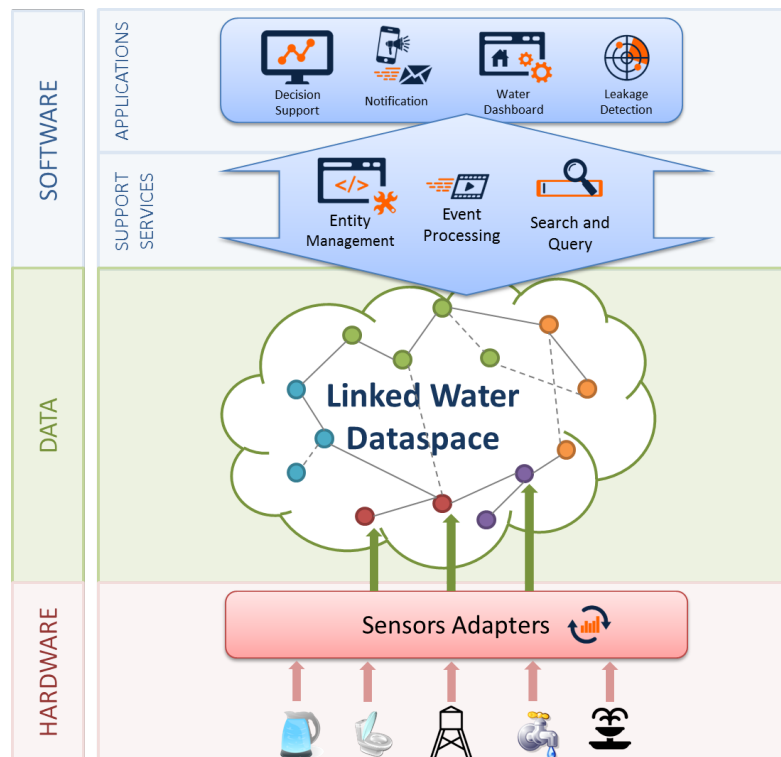 SOFTWARE
APPLICATIONS
Decision
Support
Notification
Water
Dashboard
Leakage
Detection
SUPPORT
SERVICES
</>
Entity
Management
Event
Processing
Search and
Query
DATA
Linked Water
Dataspace
HARDWARE
Sensors Adapters